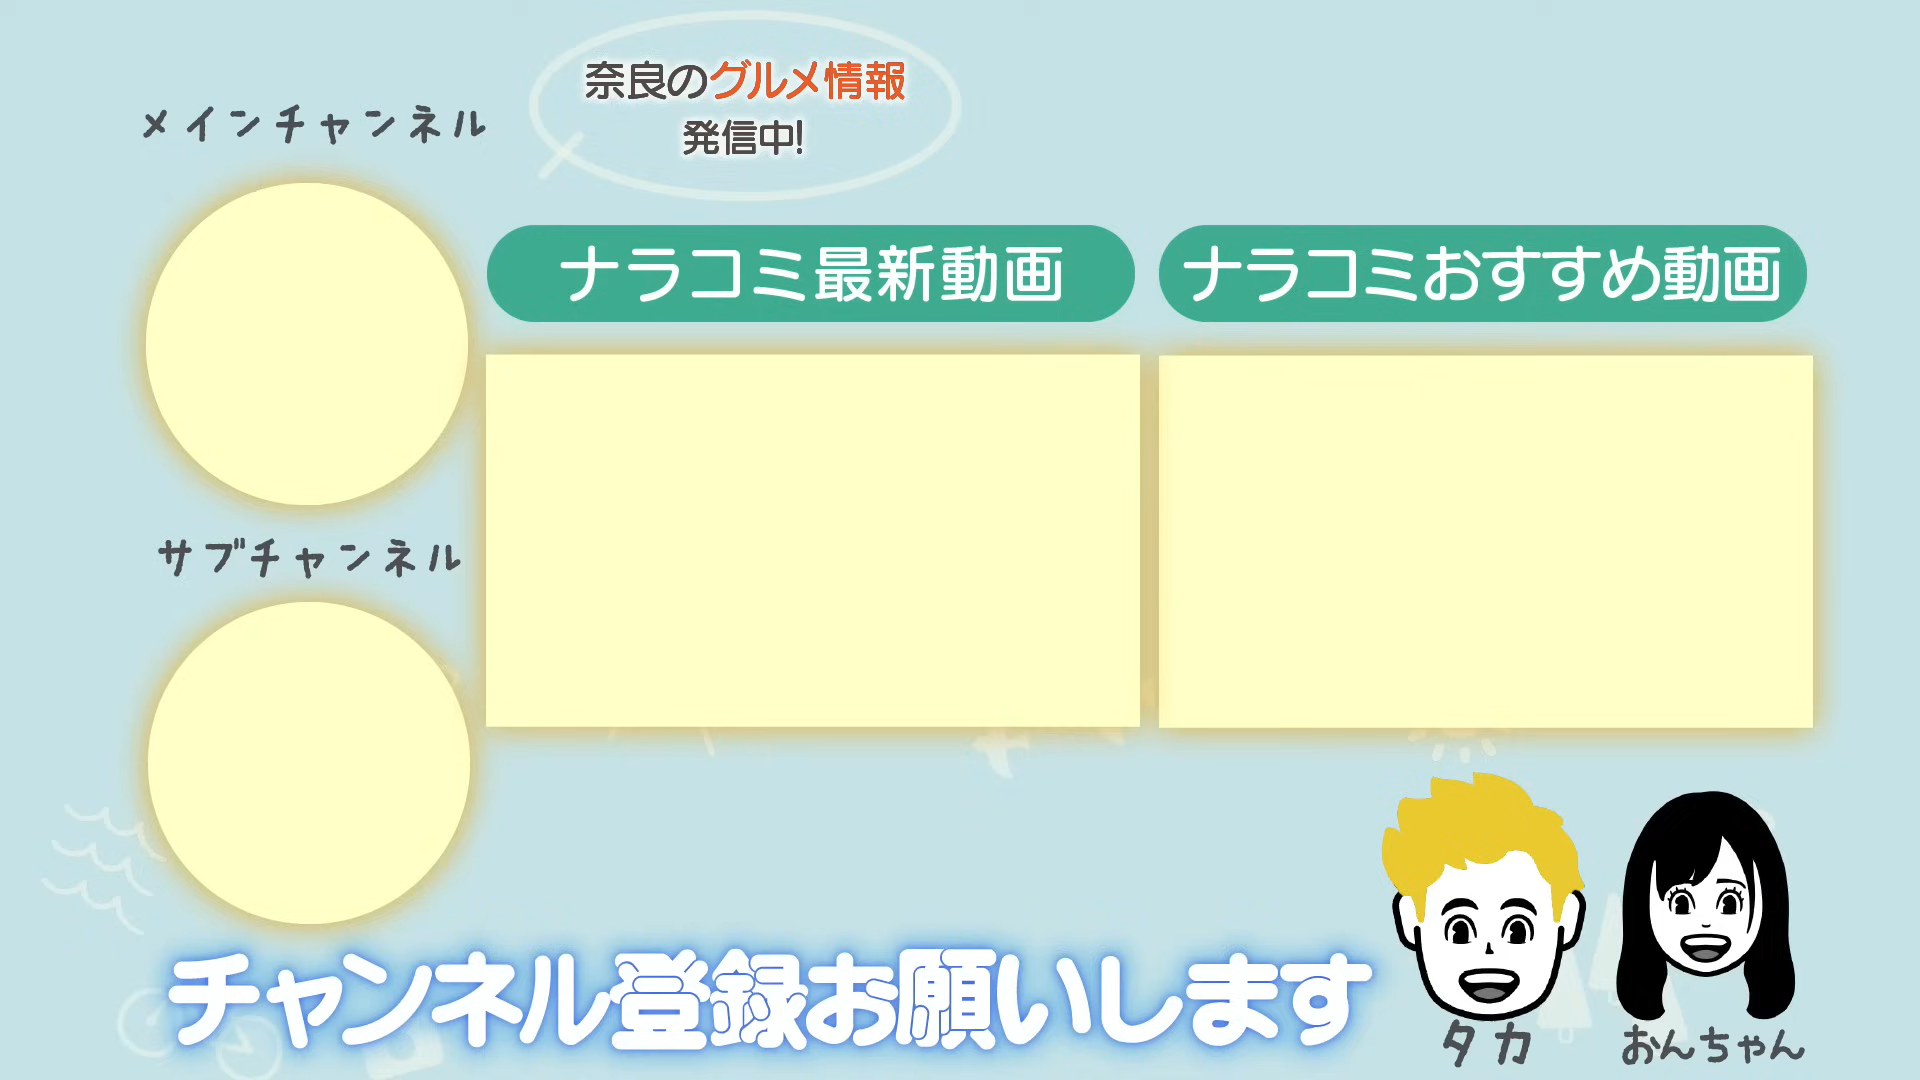 奈良のグルメ情報
発信中!
メインチャンネル
ナラコミ最新動画
ナラコミおすすめ動画
サブチャンネル
チャンネル登録お願いします
タカ
おんちゃん